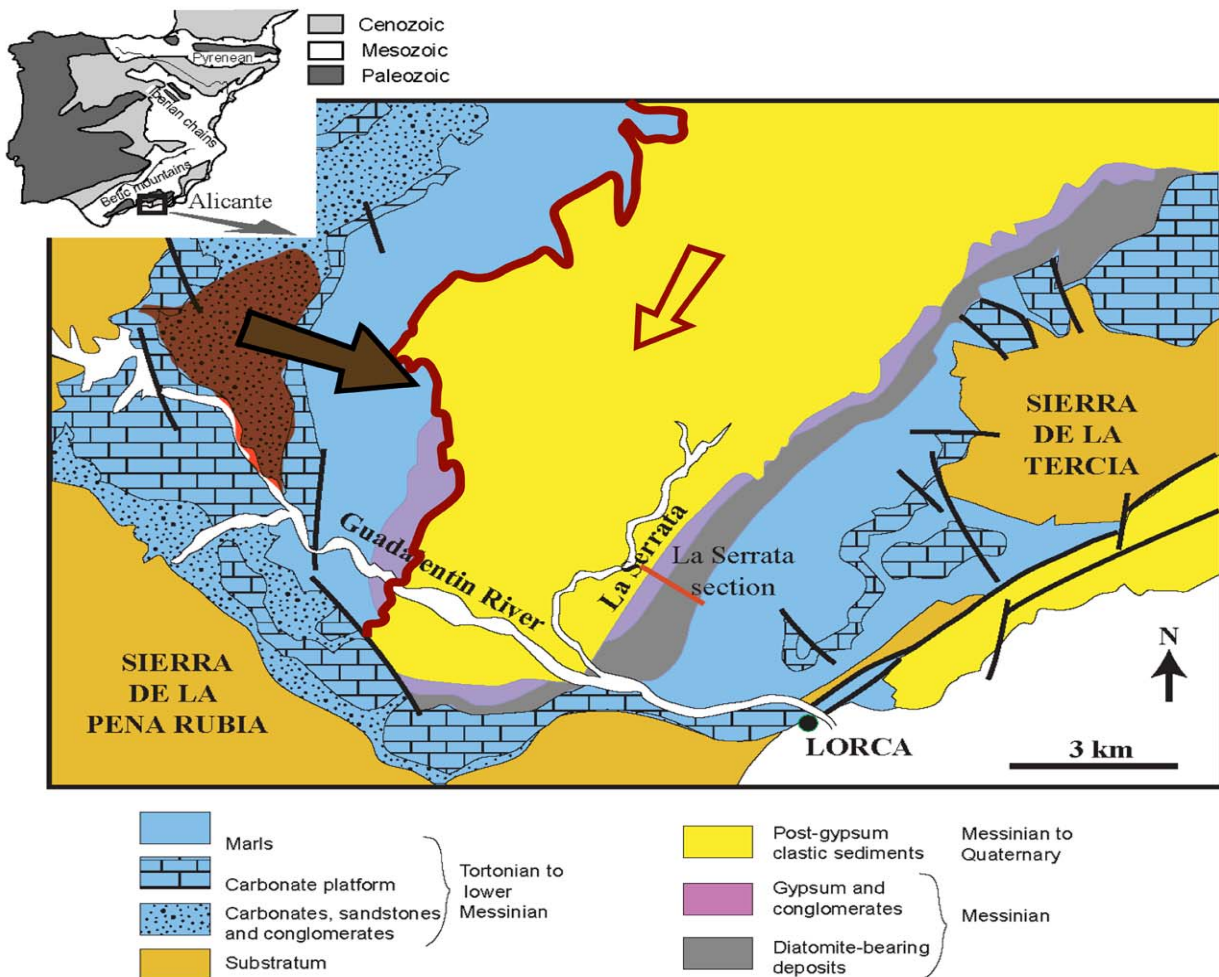 Cenozoic
Mesozoic
Paleozoic
Pyrenean
Iberian chains
Betic mountains
Alicante
SIERRA
DE LA
TERCIA
La Serrata
La Serrata
section
Guadalentin River
SIERRA
DE LA
PENA RUBIA
N
LORCA
3 km
Marls
Carbonate platform
Carbonates, sandstones
and conglomerates
Substratum
Tortonian to
lower
Messinian
Post-gypsum
clastic sediments
Messinian to
Quaternary
Gypsum and
conglomerates
Diatomite-bearing
deposits
Messinian